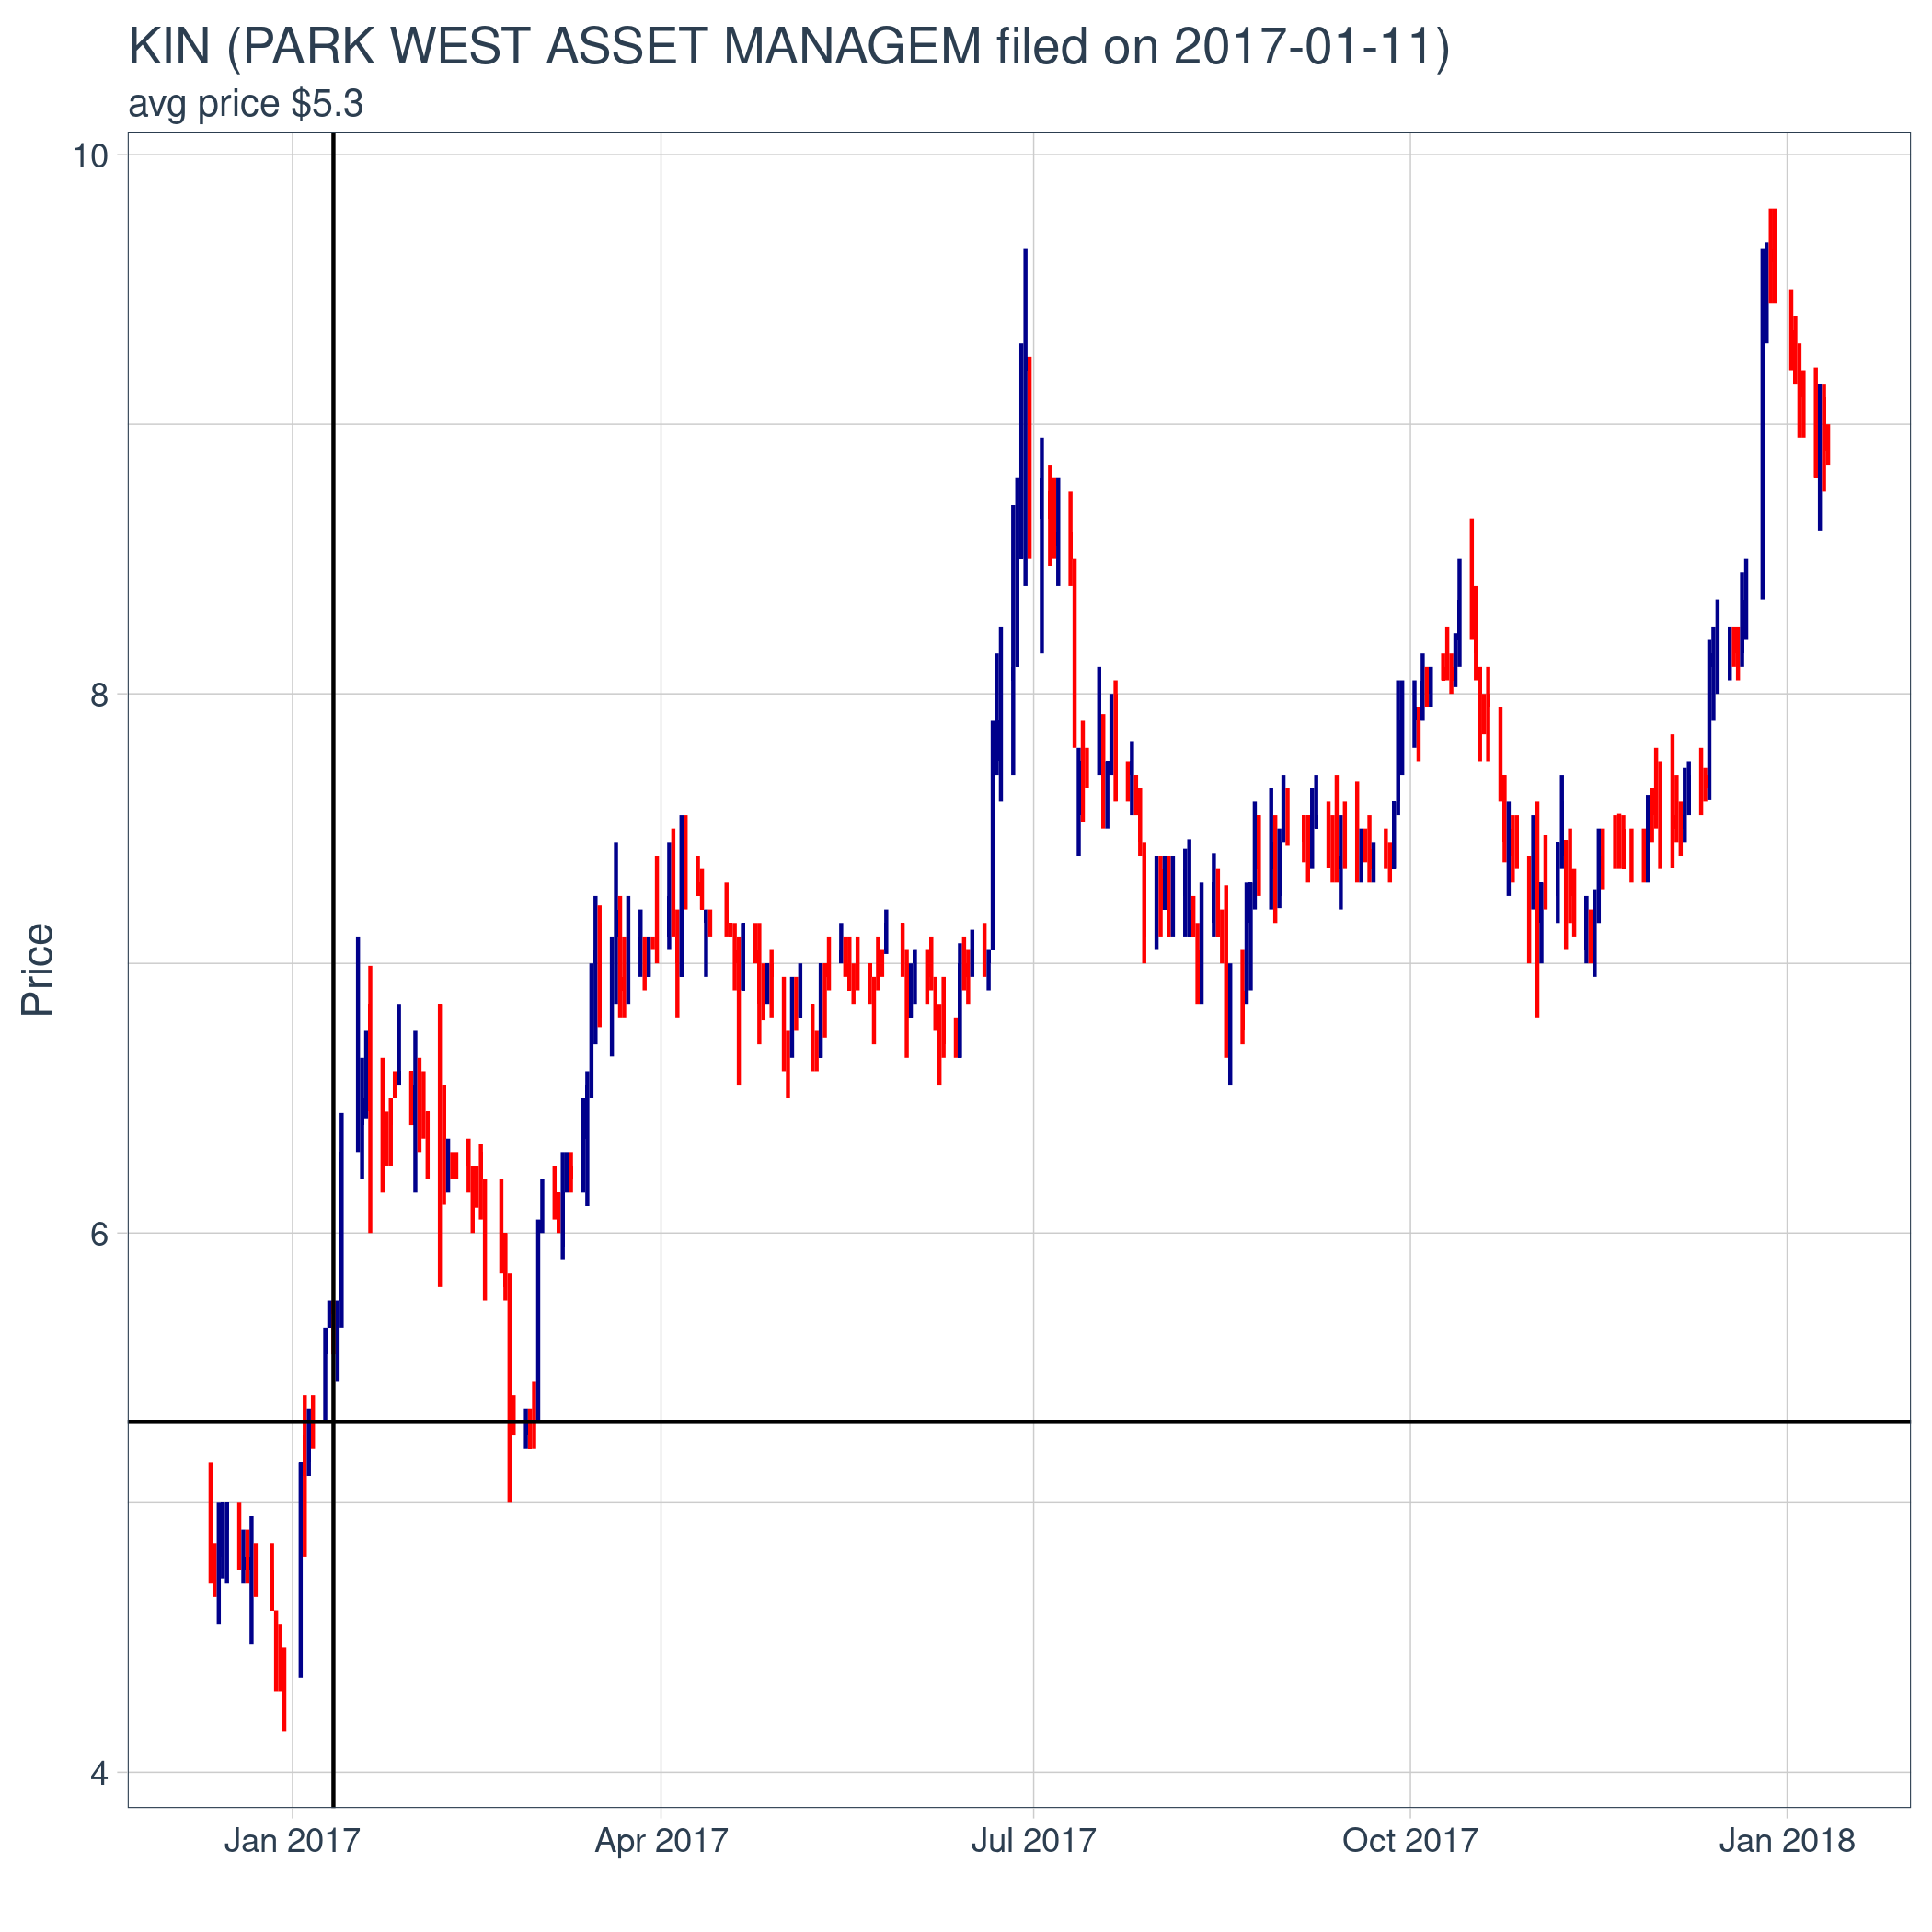 KIN (PARK WEST ASSET MANAGEM filed on 2017-01-11)
avg price $5.3
10
8
6
4
Price
Jan 2017
Apr 2017
Jul 2017
Oct 2017
Jan 2018